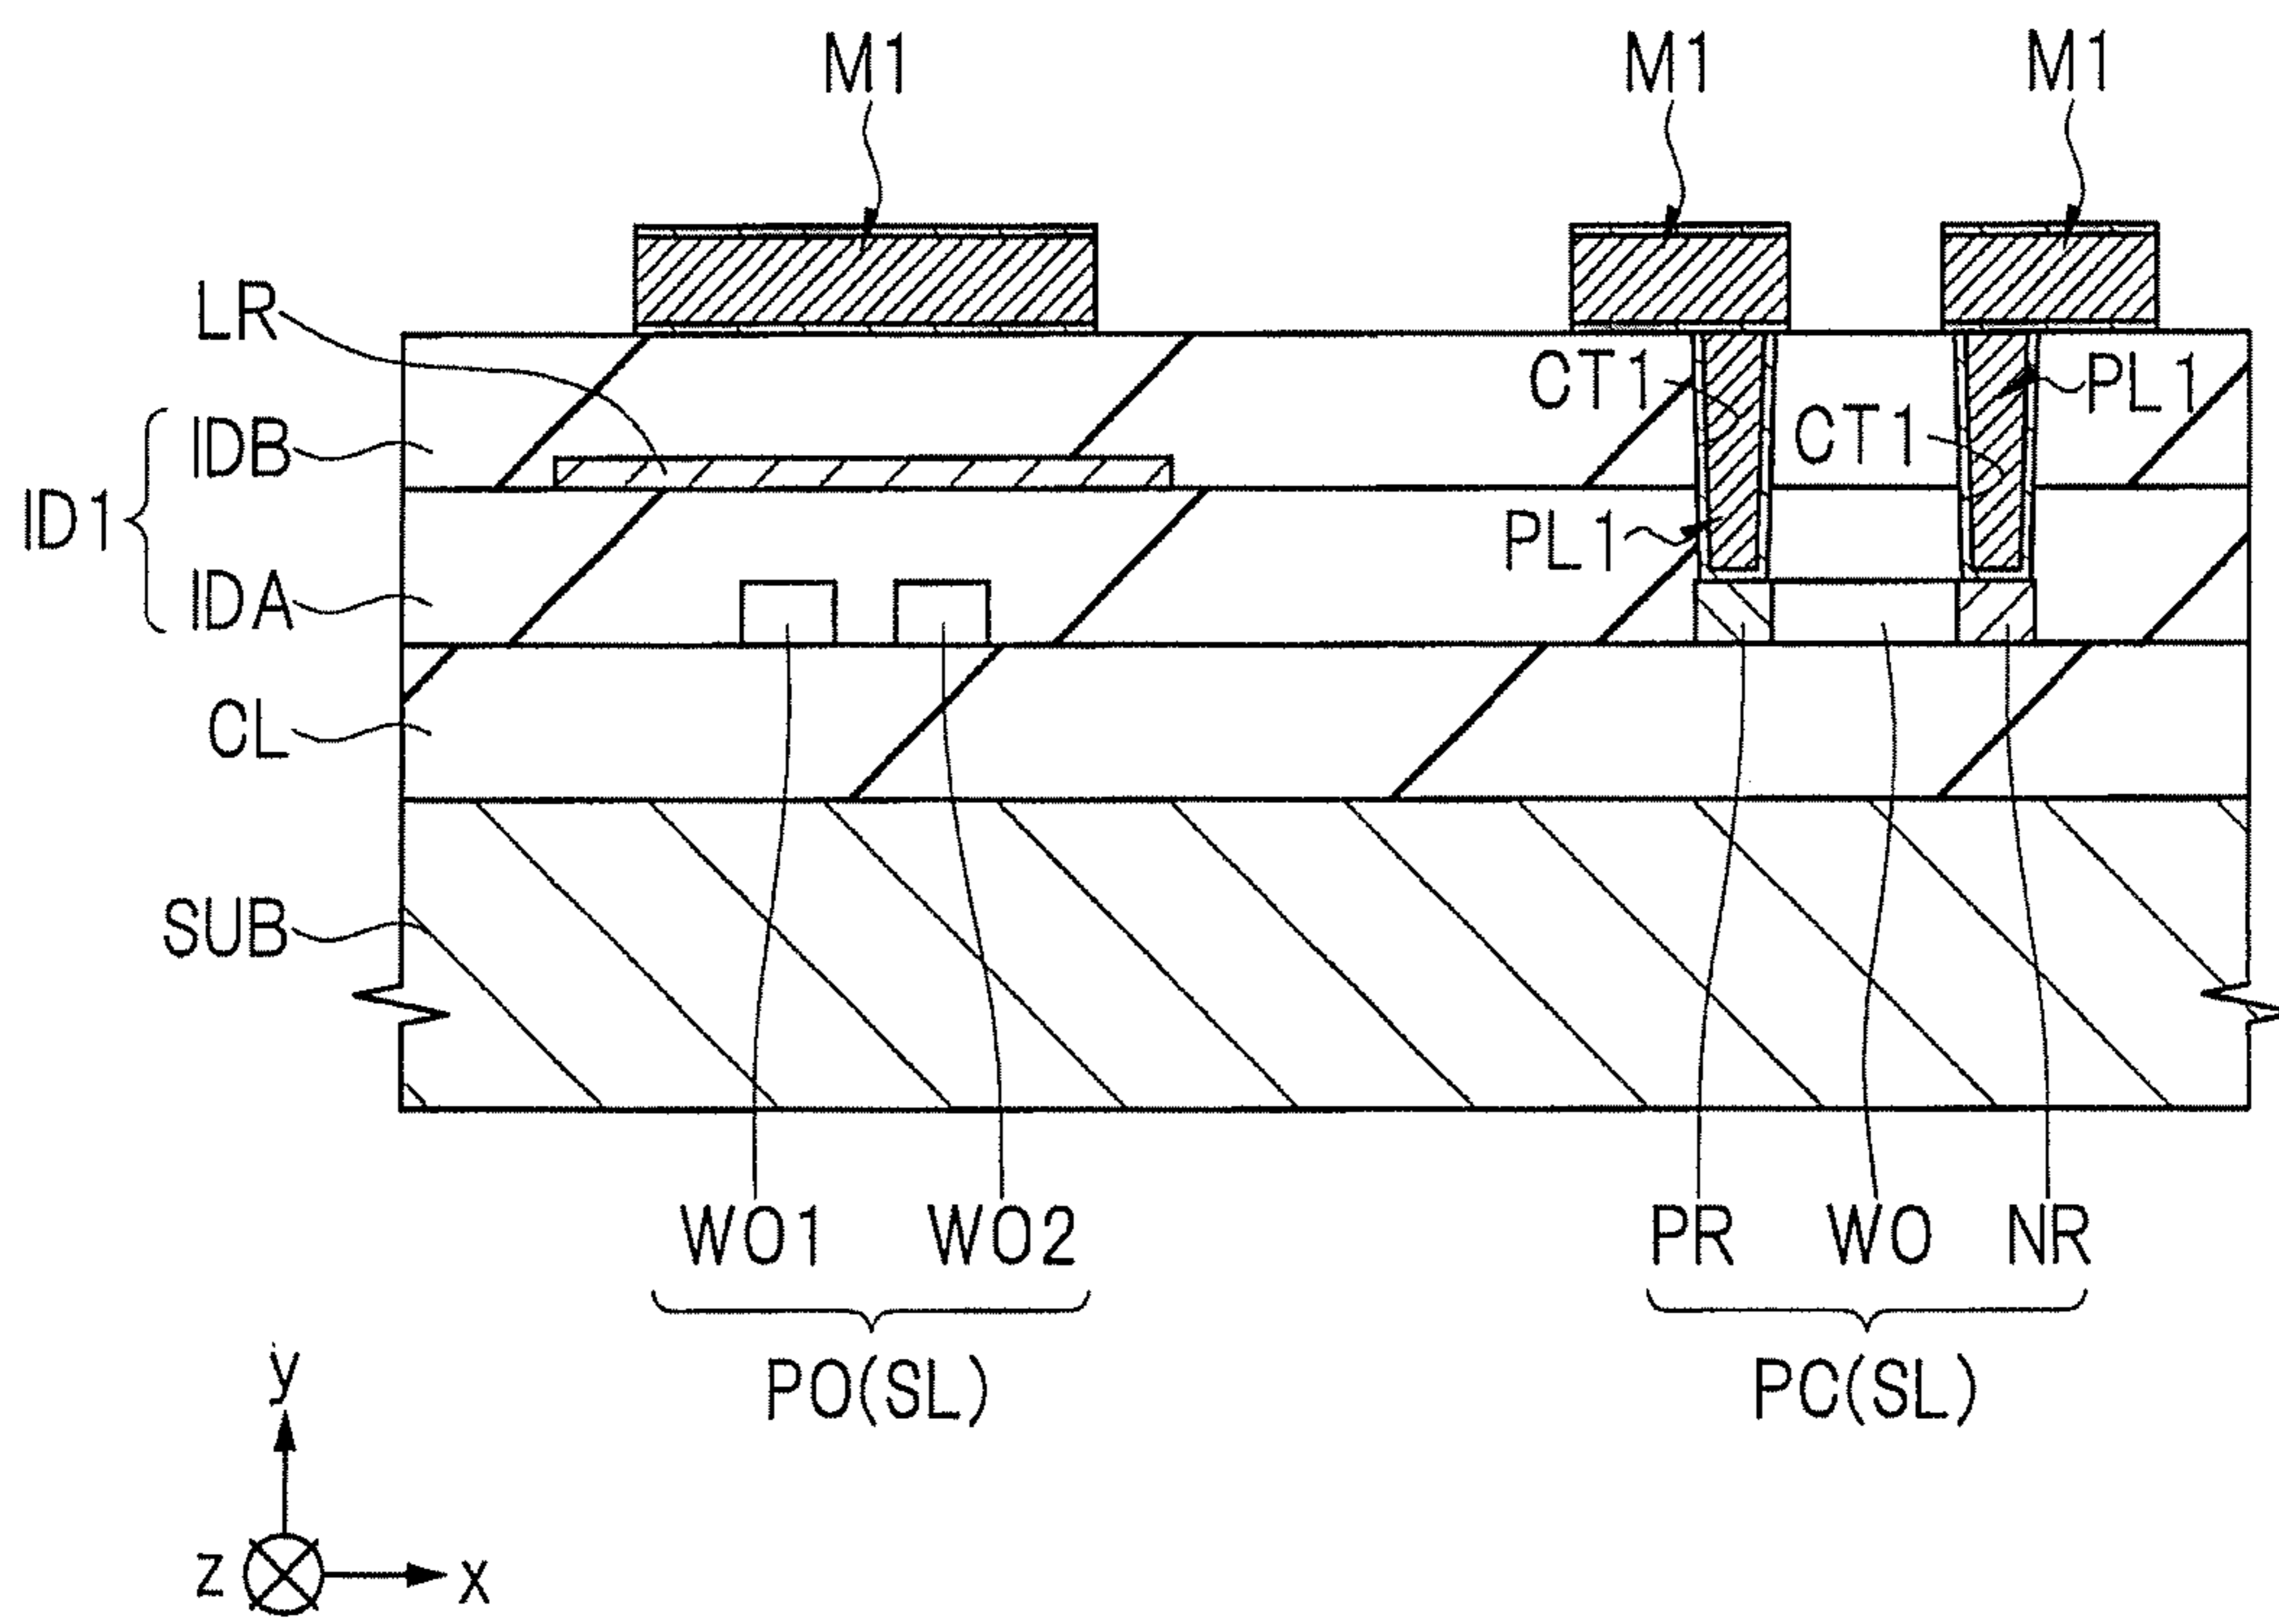 M1 M1 M1
LR
CT1 PL1
IDB CT1
ID1
PL1
IDA
CL
SUB
WO1 WO2 PR WO NR
PO(SL) PC(SL)
y
z x